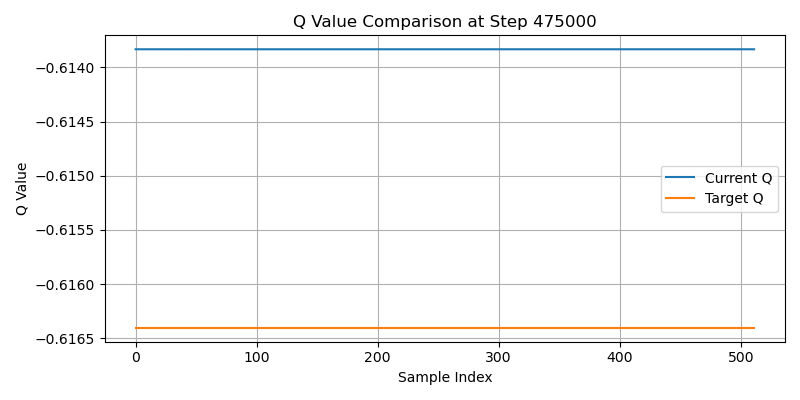 Q Value Comparison at Step 475000
Q Value
−0.6140
−0.6145
−0.6150
−0.6155
−0.6160
−0.6165
Current Q
Target Q
0 100 200 300 400 500
Sample Index